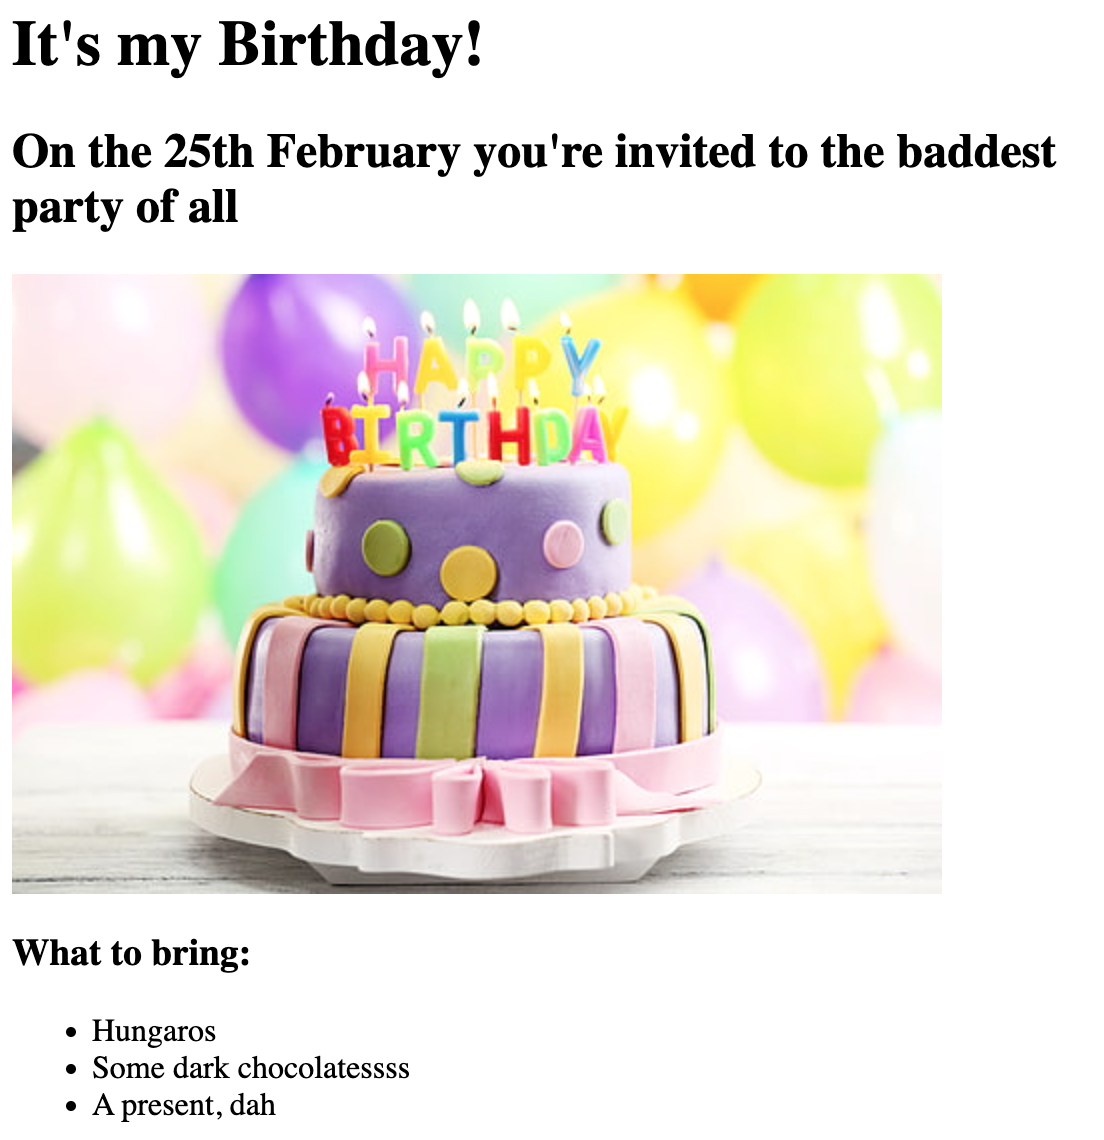 It's my Birthday!
On the 25th February you're invited to the baddest
party of all
HAPPY
BIRTHDAY
What to bring:
Hungaros
Some dark chocolatessss
A present, dah